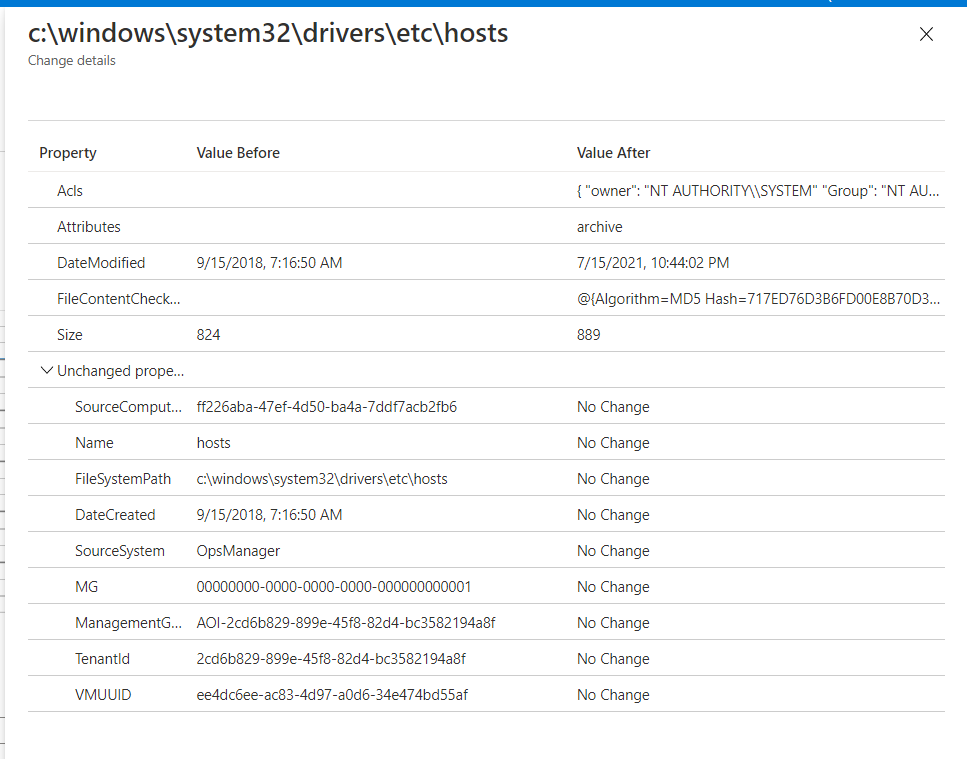 c:\windows\system32\drivers\etc\hosts
Change details
Property Value Before Value After
Acls { "owner": "NT AUTHORITY\\SYSTEM" "Group": "NT AU...
Attributes archive
DateModified 9/15/2018, 7:16:50 AM 7/15/2021, 10:44:02 PM
FileContentCheck... @{Algorithm=MD5 Hash=717ED76D3B6FD00E8B70D3...
Size 824 889
Unchanged prope...
SourceComput... ff226aba-47ef-4d50-ba4a-7ddf7acb2fb6 No Change
Name hosts No Change
FileSystemPath c:\windows\system32\drivers\etc\hosts No Change
DateCreated 9/15/2018, 7:16:50 AM No Change
SourceSystem OpsManager No Change
MG 00000000-0000-0000-0000-000000000001 No Change
ManagementG... AOI-2cd6b829-899e-45f8-82d4-bc3582194a8f No Change
TenantId 2cd6b829-899e-45f8-82d4-bc3582194a8f No Change
VMUUID ee4dc6ee-ac83-4d97-a0d6-34e474bd55af No Change